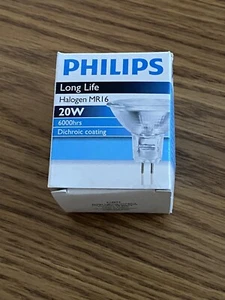 PHILIPS
Long Life
Halogen MR16
20W
6000hrs
Dichroic coating